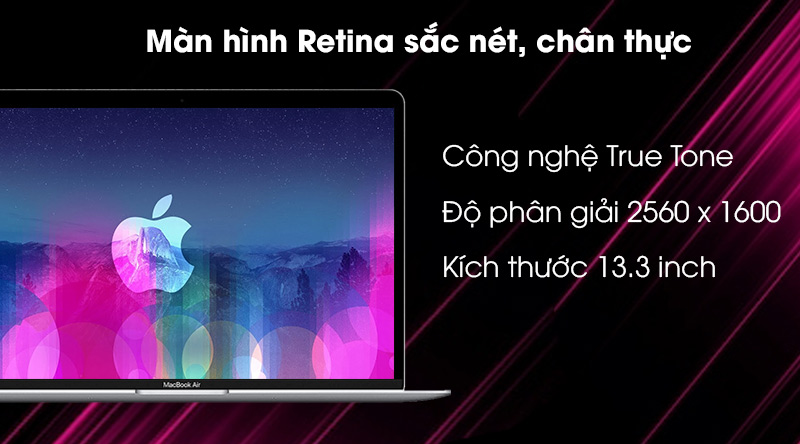 Màn hình Retina sắc nét, chân thực
Công nghệ True Tone
Độ phân giải 2560 x 1600
Kích thước 13.3 inch
MacBook Air